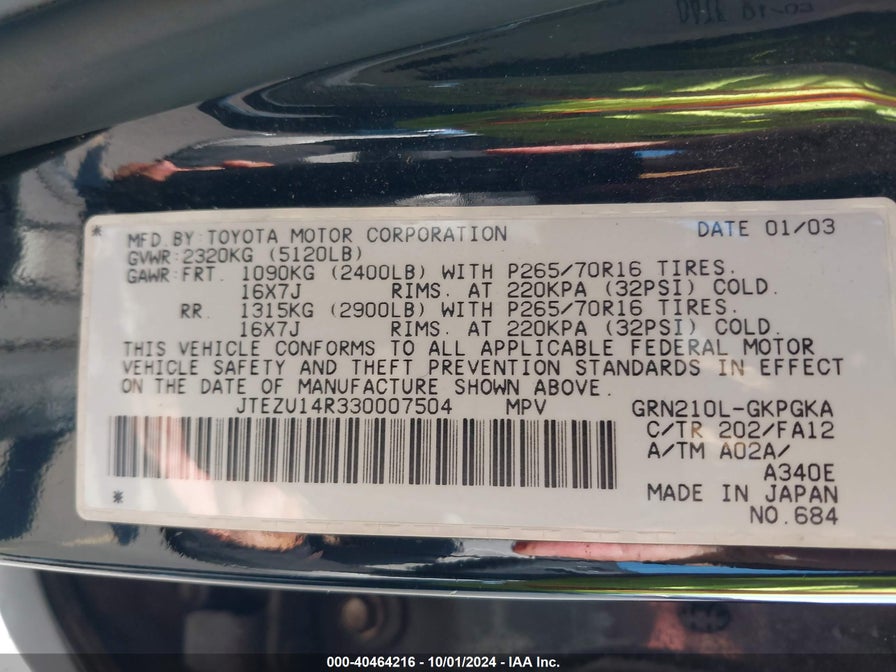 * MFD.BY:TOYOTA MOTOR CORPORATION DATE 01/03
GVWR:2320KG (5120LB)
GAWR:FRT. 1090KG (2400LB) WITH P265/70R16 TIRES.
16X7J RIMS. AT 220KPA (32PSI) COLD.
RR. 1315KG (2900LB) WITH P265/70R16 TIRES.
16X7J RIMS. AT 220KPA (32PSI) COLD.
THIS VEHICLE CONFORMS TO ALL APPLICABLE FEDERAL MOTOR
VEHICLE SAFETY AND THEFT PREVENTION STANDARDS IN EFFECT
ON THE DATE OF MANUFACTURE SHOWN ABOVE.
JTEZU14R330007504 MPV GRN210L-GKPGKA
C/TR 202/FA12
A/TM A02A/
A340E
* MADE IN JAPAN
NO.684
000-40464216 - 10/01/2024 - IAA Inc.